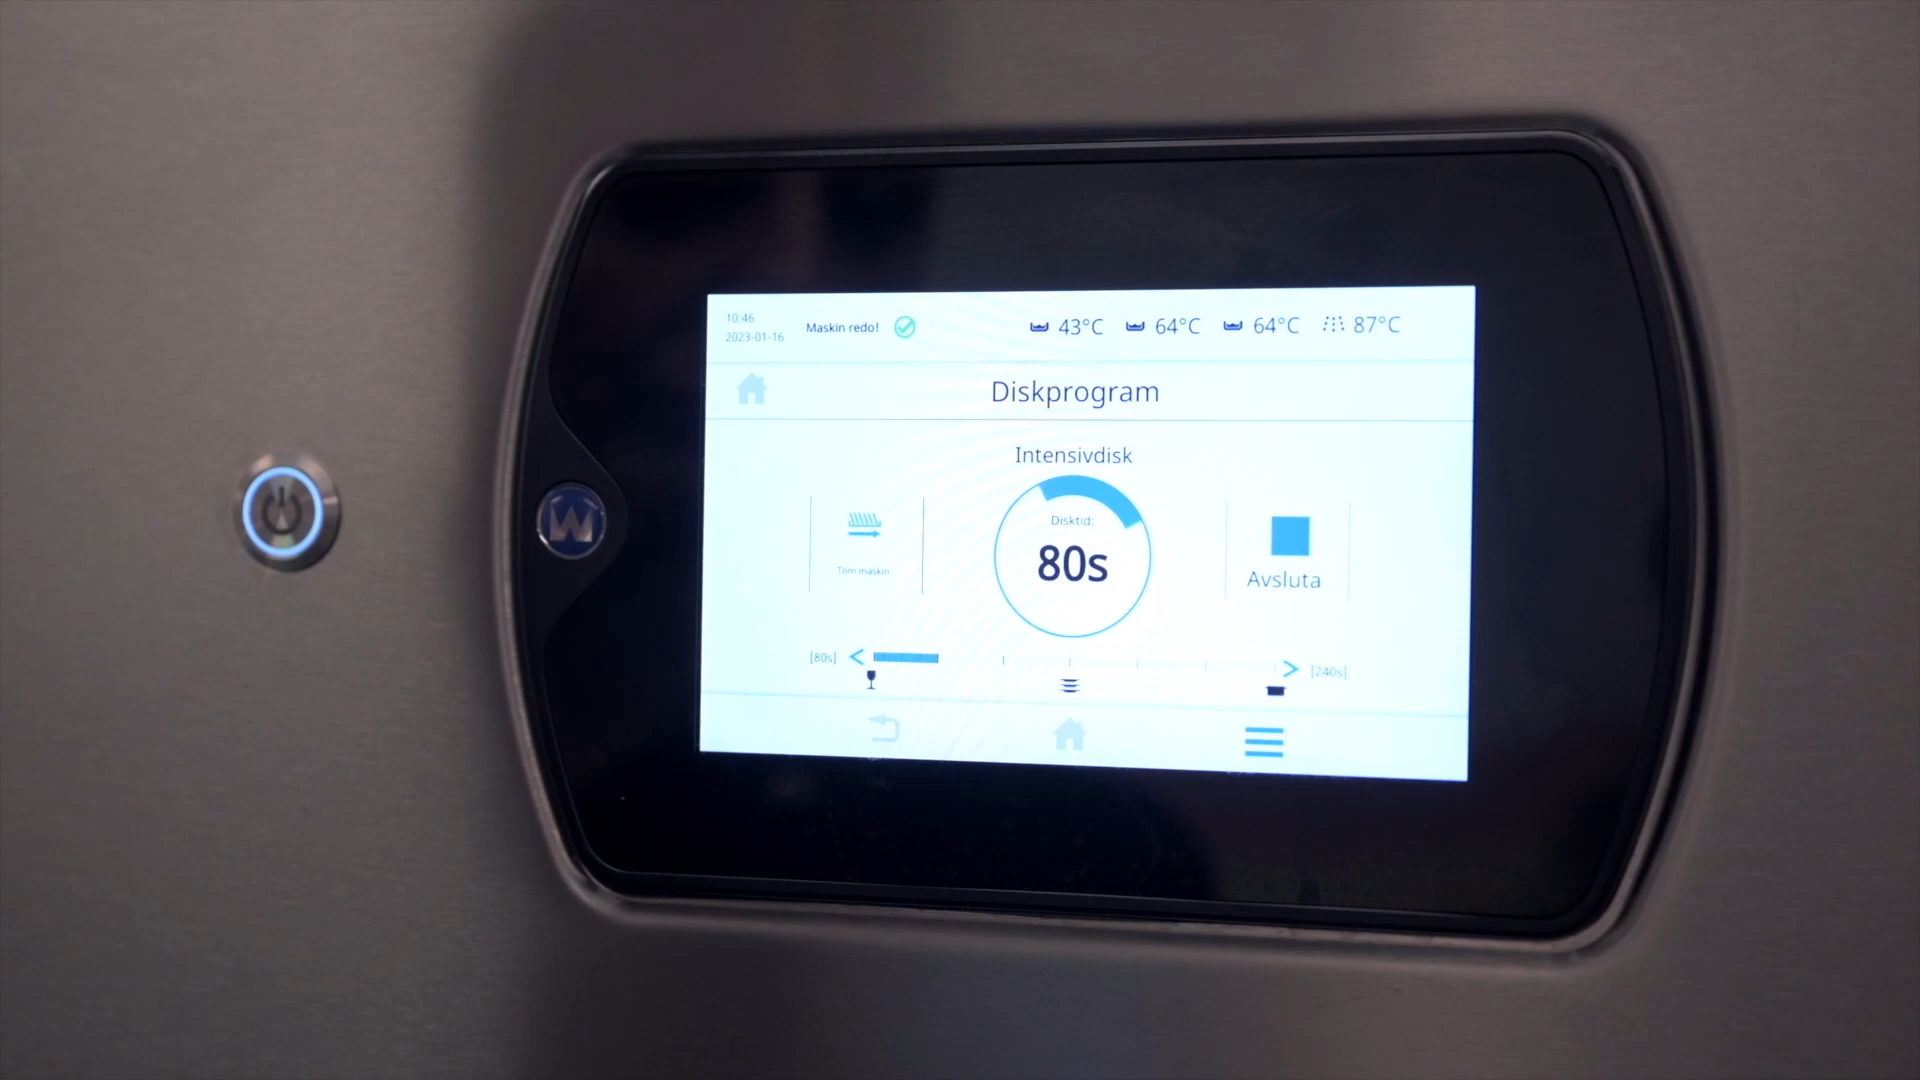 10:46
2023-01-16
Maskin redo!
43°C 64°C 64°C 87°C
Diskprogram
Intensivdisk
Disktid:
80s
Töm maskin
Avsluta
[80s]
[240s]
W